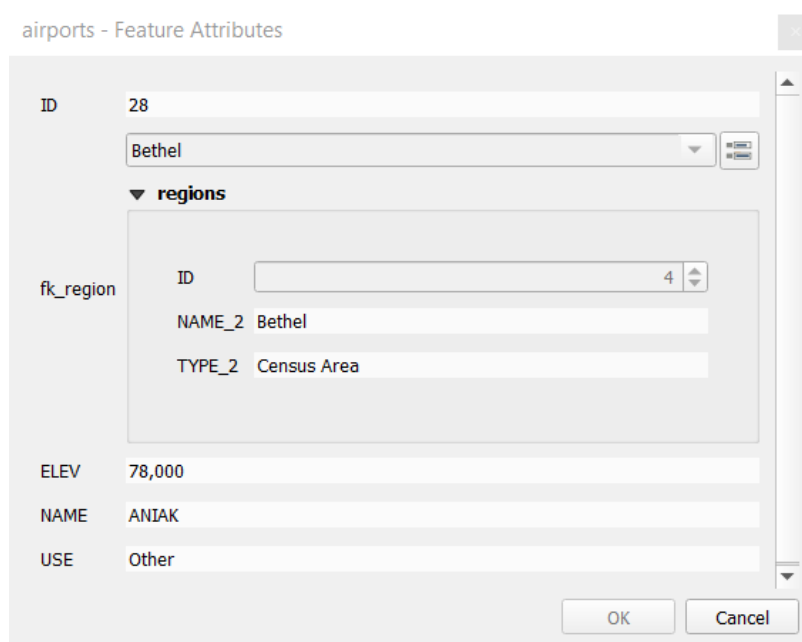 airports - Feature Attributes
ID 28
Bethel
regions
fk_region
ID 4
NAME_2 Bethel
TYPE_2 Census Area
ELEV 78,000
NAME ANIAK
USE Other
OK Cancel